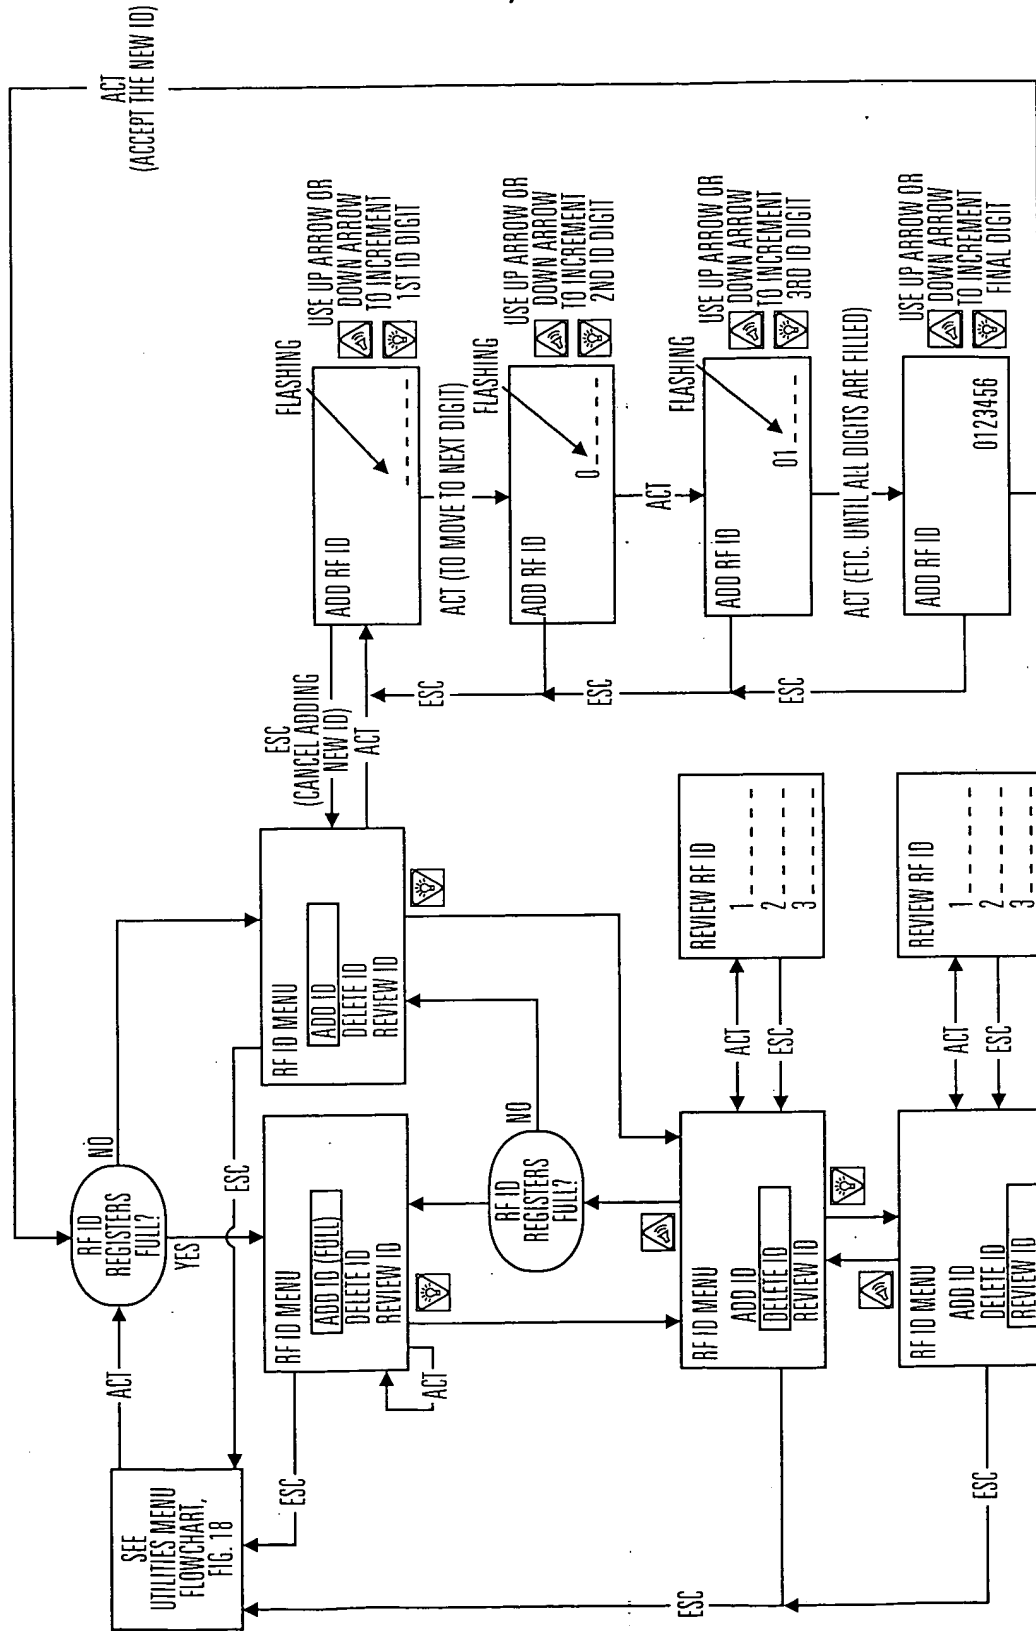 SEE
UTILITIES MENU
FLOWCHART,
FIG. 18
ACT
RF ID
REGISTERS
FULL?
NO
YES
ACT
(ACCEPT THE NEW ID)
ESC
ESC
RF ID MENU
ADD ID (FULL)
DELETE ID
REVIEW ID
ACT
RF ID MENU
ADD ID
DELETE ID
REVIEW ID
ESC
(CANCEL ADDING
NEW ID)
ACT
FLASHING
ADD RF ID
_ _ _ _ _ _ _
USE UP ARROW OR
DOWN ARROW
TO INCREMENT
1ST ID DIGIT
ACT (TO MOVE TO NEXT DIGIT)
ESC
FLASHING
ADD RF ID
0 _ _ _ _ _ _
USE UP ARROW OR
DOWN ARROW
TO INCREMENT
2ND ID DIGIT
ACT
ESC
FLASHING
ADD RF ID
01 _ _ _ _ _
USE UP ARROW OR
DOWN ARROW
TO INCREMENT
3RD ID DIGIT
ACT (ETC. UNTIL ALL DIGITS ARE FILLED)
ESC
ADD RF ID
0123456
USE UP ARROW OR
DOWN ARROW
TO INCREMENT
FINAL DIGIT
RF ID
REGISTERS
FULL?
NO
RF ID MENU
ADD ID
DELETE ID
REVIEW ID
ACT
ESC
REVIEW RF ID
1 _ _ _ _ _ _ _
2 _ _ _ _ _ _ _
3 _ _ _ _ _ _ _
ESC
RF ID MENU
ADD ID
DELETE ID
REVIEW ID
ACT
ESC
REVIEW RF ID
1 _ _ _ _ _ _ _
2 _ _ _ _ _ _ _
3 _ _ _ _ _ _ _
ESC